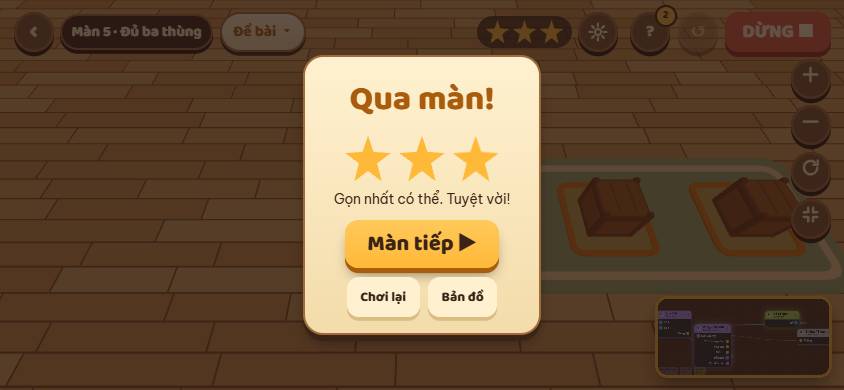 Màn 5 • Đủ ba thùng
Đề bài
?
2
DỪNG
Qua màn!
Gọn nhất có thể. Tuyệt vời!
Màn tiếp
Chơi lại
Bản đồ